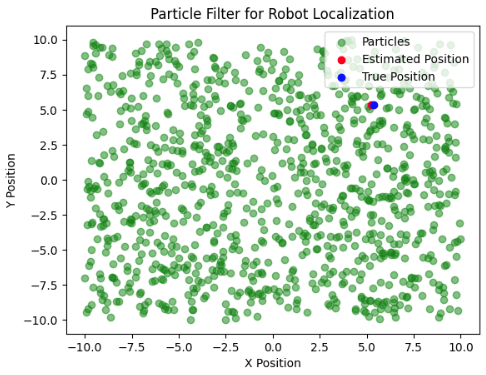 Particle Filter for Robot Localization
Particles
Estimated Position
True Position
10.0
7.5
5.0
2.5
0.0
−2.5
−5.0
−7.5
−10.0
Y Position
−10.0 −7.5 −5.0 −2.5 0.0 2.5 5.0 7.5 10.0
X Position